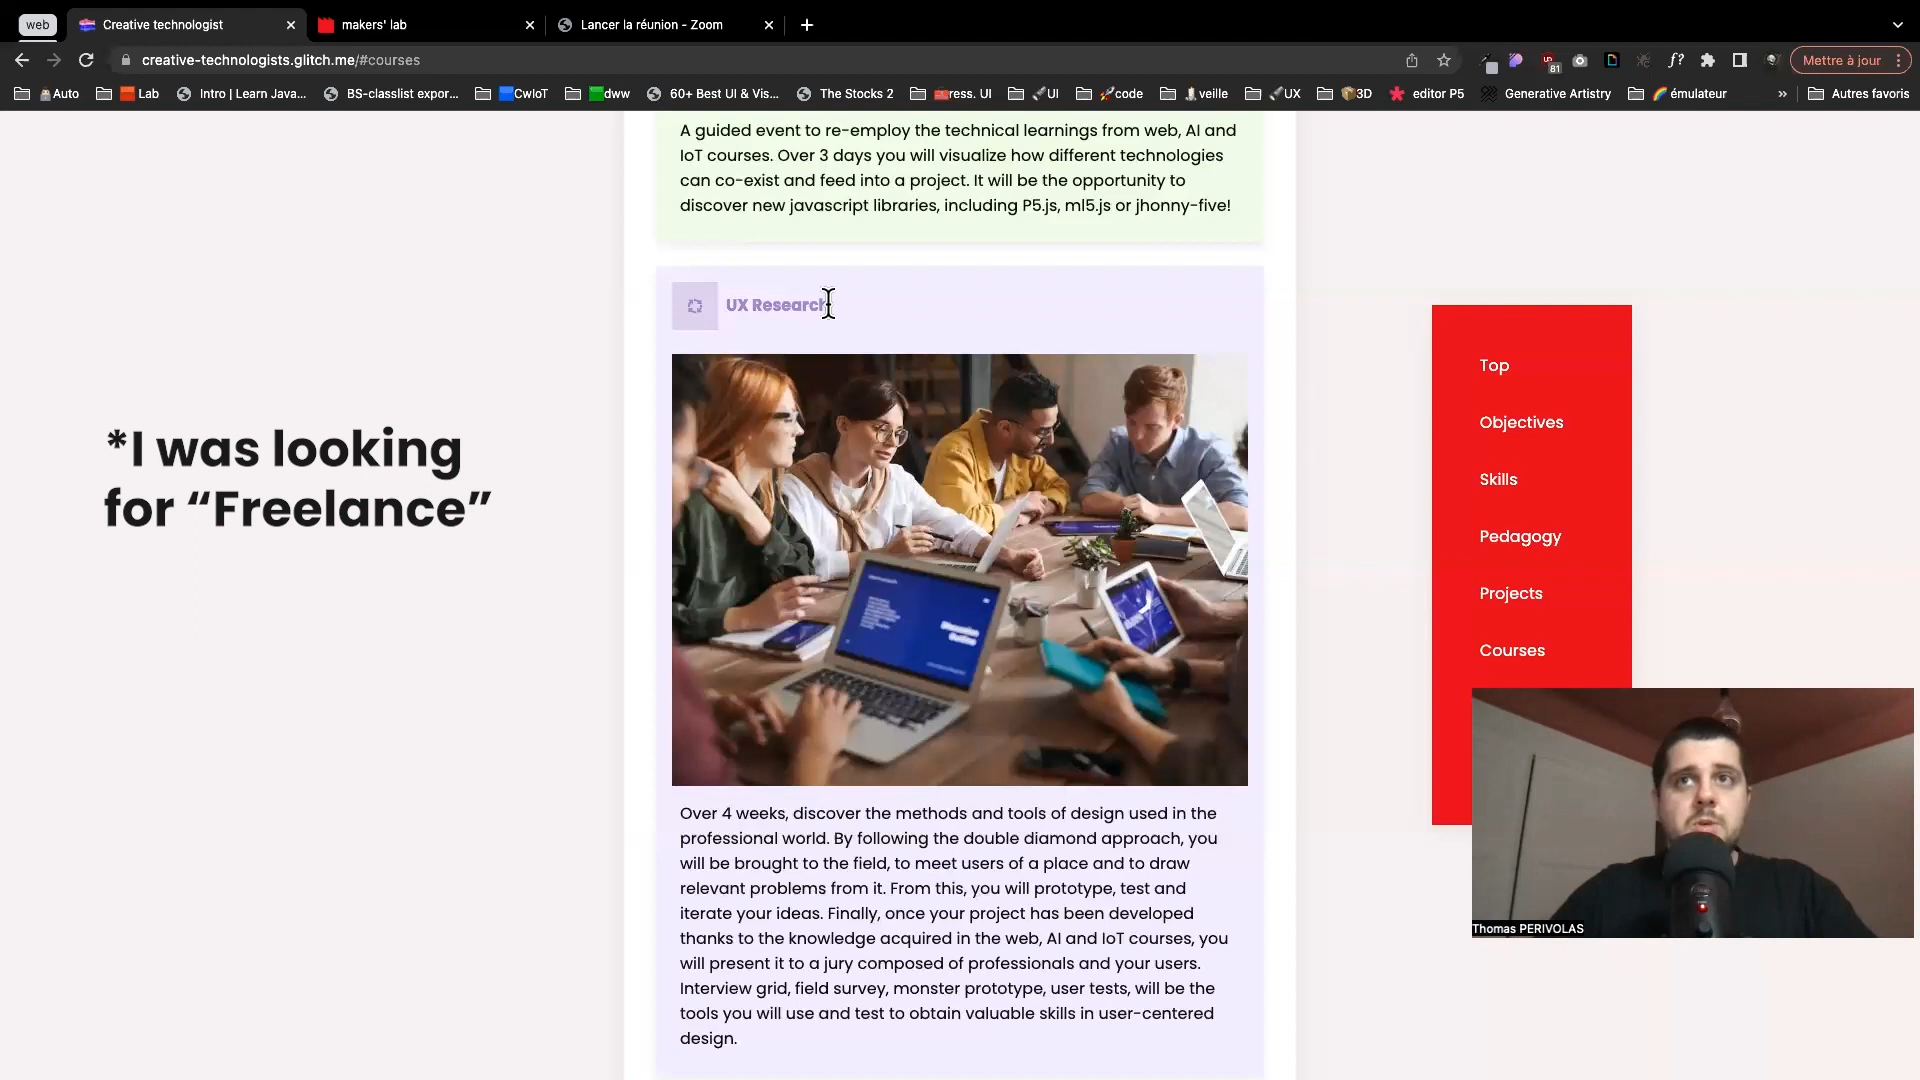 web
Creative technologist
makers' lab
Lancer la réunion - Zoom
creative-technologists.glitch.me/#courses
81
Mettre à jour
Auto
Lab
Intro | Learn Java...
BS-classlist expor...
CwIoT
dww
60+ Best UI & Vis...
The Stocks 2
ress. UI
UI
code
veille
UX
3D
editor P5
Generative Artistry
émulateur
»
Autres favoris
A guided event to re-employ the technical learnings from web, AI and
IoT courses. Over 3 days you will visualize how different technologies
can co-exist and feed into a project. It will be the opportunity to
discover new javascript libraries, including P5.js, ml5.js or jhonny-five!
UX Research
*I was looking
for “Freelance”
Top
Objectives
Skills
Pedagogy
Projects
Courses
Over 4 weeks, discover the methods and tools of design used in the
professional world. By following the double diamond approach, you
will be brought to the field, to meet users of a place and to draw
relevant problems from it. From this, you will prototype, test and
iterate your ideas. Finally, once your project has been developed
thanks to the knowledge acquired in the web, AI and IoT courses, you
will present it to a jury composed of professionals and your users.
Interview grid, field survey, monster prototype, user tests, will be the
tools you will use and test to obtain valuable skills in user-centered
design.
Thomas PERIVOLAS